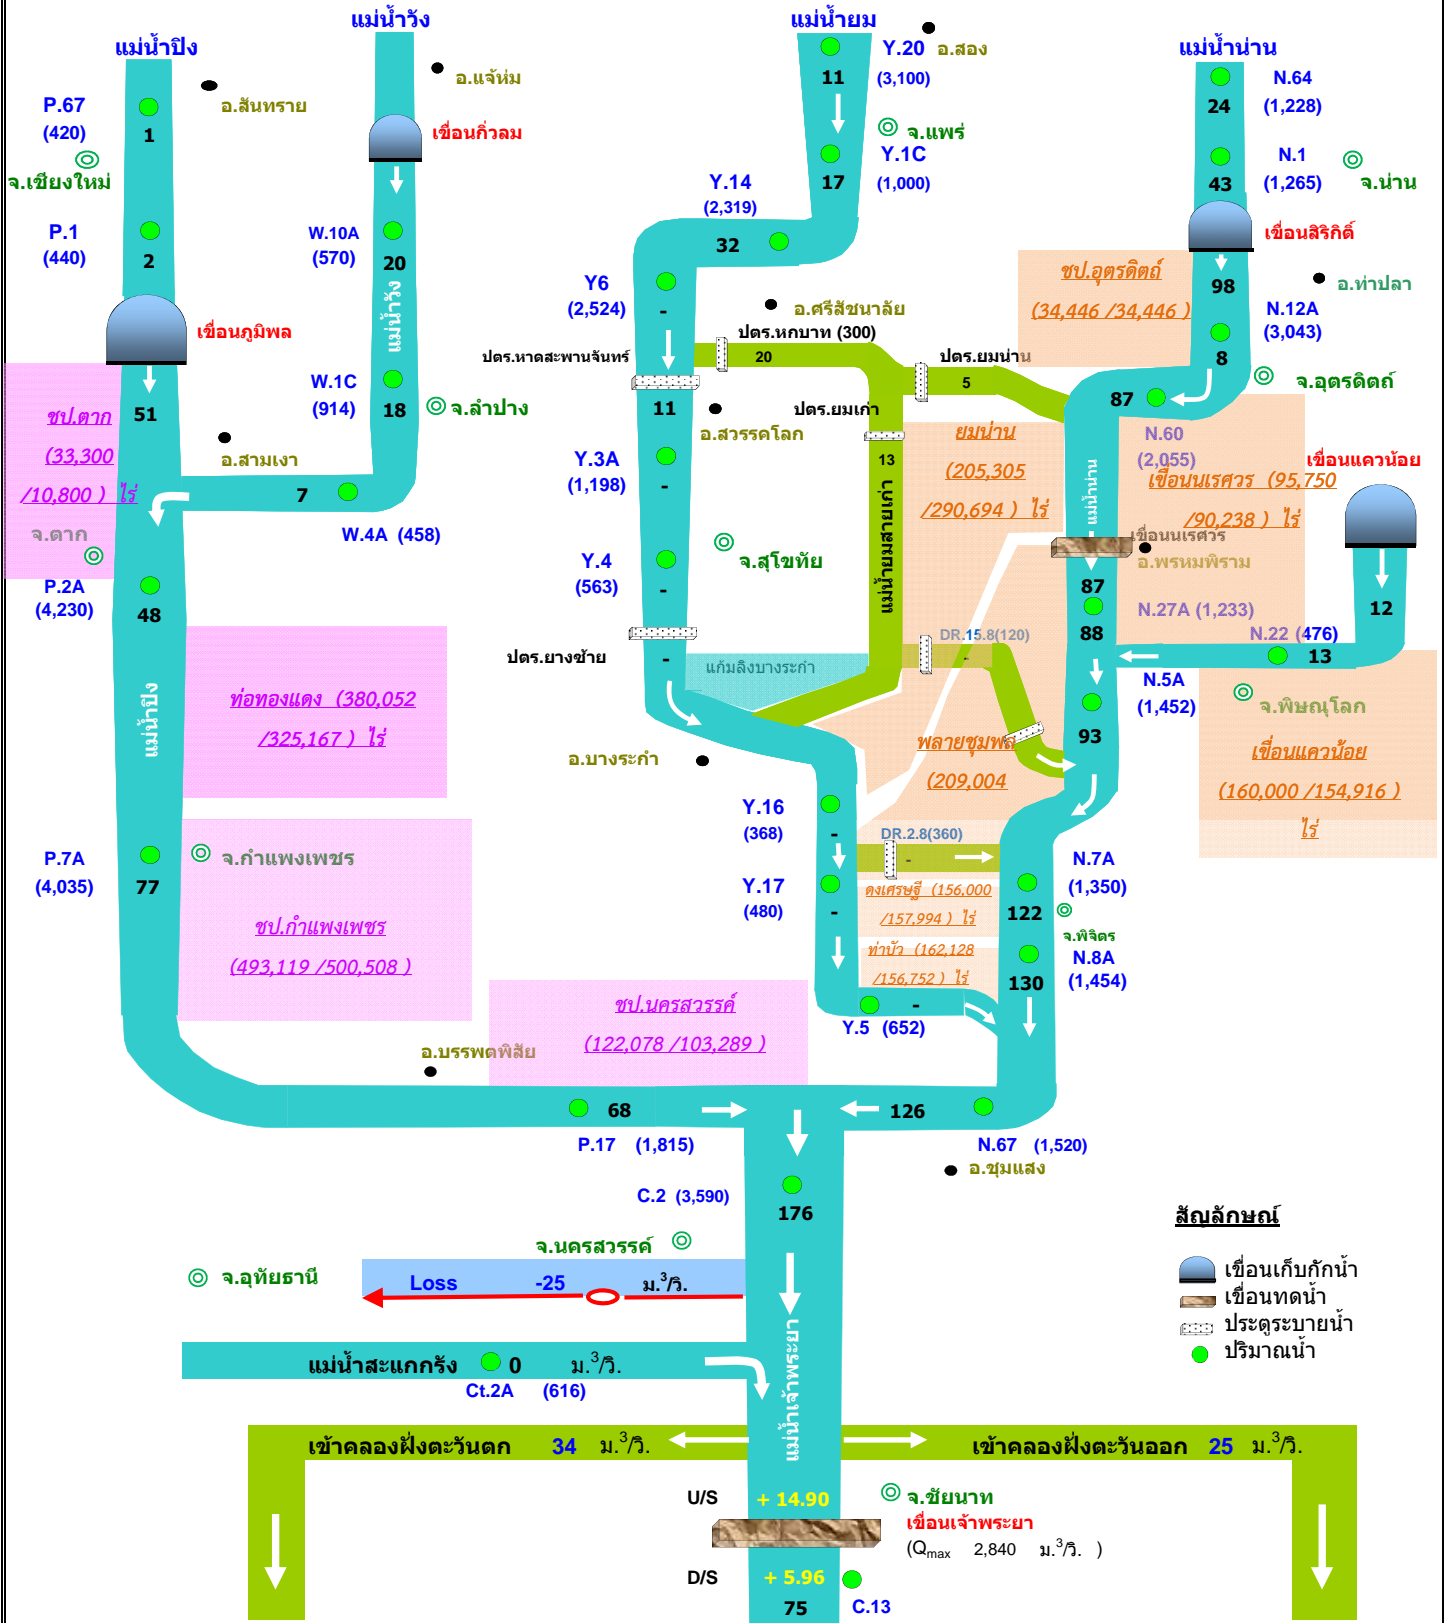 แม่น้ำวัง
แม่น้ำยม
แม่น้ำปิง
แม่น้ำน่าน
Y.20 อ.สอง
(3,100)
11
อ.แจ้ห่ม
N.64
(1,228)
24
P.67
(420)
1
อ.สันทราย
เขื่อนกิ่วลม
จ.แพร่
Y.1C
(1,000)
17
N.1
(1,265)
43
จ.น่าน
จ.เชียงใหม่
Y.14
(2,319)
32
P.1
(440)
2
W.10A
(570)
20
เขื่อนสิริกิติ์
ชป.อุตรดิตถ์
(34,446 /34,446 )
98
อ.ท่าปลา
Y6
(2,524)
-
อ.ศรีสัชนาลัย
N.12A
(3,043)
8
เขื่อนภูมิพล
แม่น้ำวัง
ปตร.หกบาท (300)
20
ปตร.หาดสะพานจันทร์
ปตร.ยมน่าน
5
W.1C
(914)
18
จ.ลำปาง
จ.อุตรดิตถ์
87
51
ชป.ตาก
(33,300
/10,800 ) ไร่
11
ปตร.ยมเก่า
อ.สวรรคโลก
ยมน่าน
(205,305
/290,694 ) ไร่
N.60
(2,055)
อ.สามเงา
Y.3A
(1,198)
-
13
เขื่อนแควน้อย
เขื่อนนเรศวร (95,750
/90,238 ) ไร่
7
W.4A (458)
แม่น้ำน่าน
จ.ตาก
แม่น้ำยมสายเก่า
จ.สุโขทัย
เขื่อนนเรศวร
อ.พรหมพิราม
Y.4
(563)
-
P.2A
(4,230)
48
87
12
88
N.27A (1,233)
DR.15.8(120)
-
N.22 (476)
13
ปตร.ยางซ้าย
-
แก้มลิงบางระกำ
แม่น้ำปิง
ท่อทองแดง (380,052
/325,167 ) ไร่
N.5A
(1,452)
93
จ.พิษณุโลก
พลายชุมพล
(209,004
เขื่อนแควน้อย
(160,000 /154,916 )
ไร่
อ.บางระกำ
Y.16
(368)
-
DR.2.8(360)
-
P.7A
(4,035)
77
จ.กำแพงเพชร
N.7A
(1,350)
122
Y.17
(480)
-
ดงเศรษฐี (156,000
/157,994 ) ไร่
ชป.กำแพงเพชร
(493,119 /500,508 )
จ.พิจิตร
N.8A
(1,454)
130
ท่าบัว (162,128
/156,752 ) ไร่
ชป.นครสวรรค์
(122,078 /103,289 )
-
Y.5 (652)
อ.บรรพตพิสัย
68
126
P.17 (1,815)
N.67 (1,520)
อ.ชุมแสง
C.2 (3,590)
176
จ.นครสวรรค์
สัญลักษณ์
เขื่อนเก็บกักน้ำ
เขื่อนทดน้ำ
ประตูระบายน้ำ
ปริมาณน้ำ
จ.อุทัยธานี
Loss -25 ม.3/วิ.
แม่น้ำเจ้าพระยา
แม่น้ำสะแกกรัง 0 ม.3/วิ.
Ct.2A (616)
เข้าคลองฝั่งตะวันตก 34 ม.3/วิ.
เข้าคลองฝั่งตะวันออก 25 ม.3/วิ.
U/S + 14.90
จ.ชัยนาท
เขื่อนเจ้าพระยา
(Qmax 2,840 ม.3/วิ. )
D/S + 5.96
75
C.13